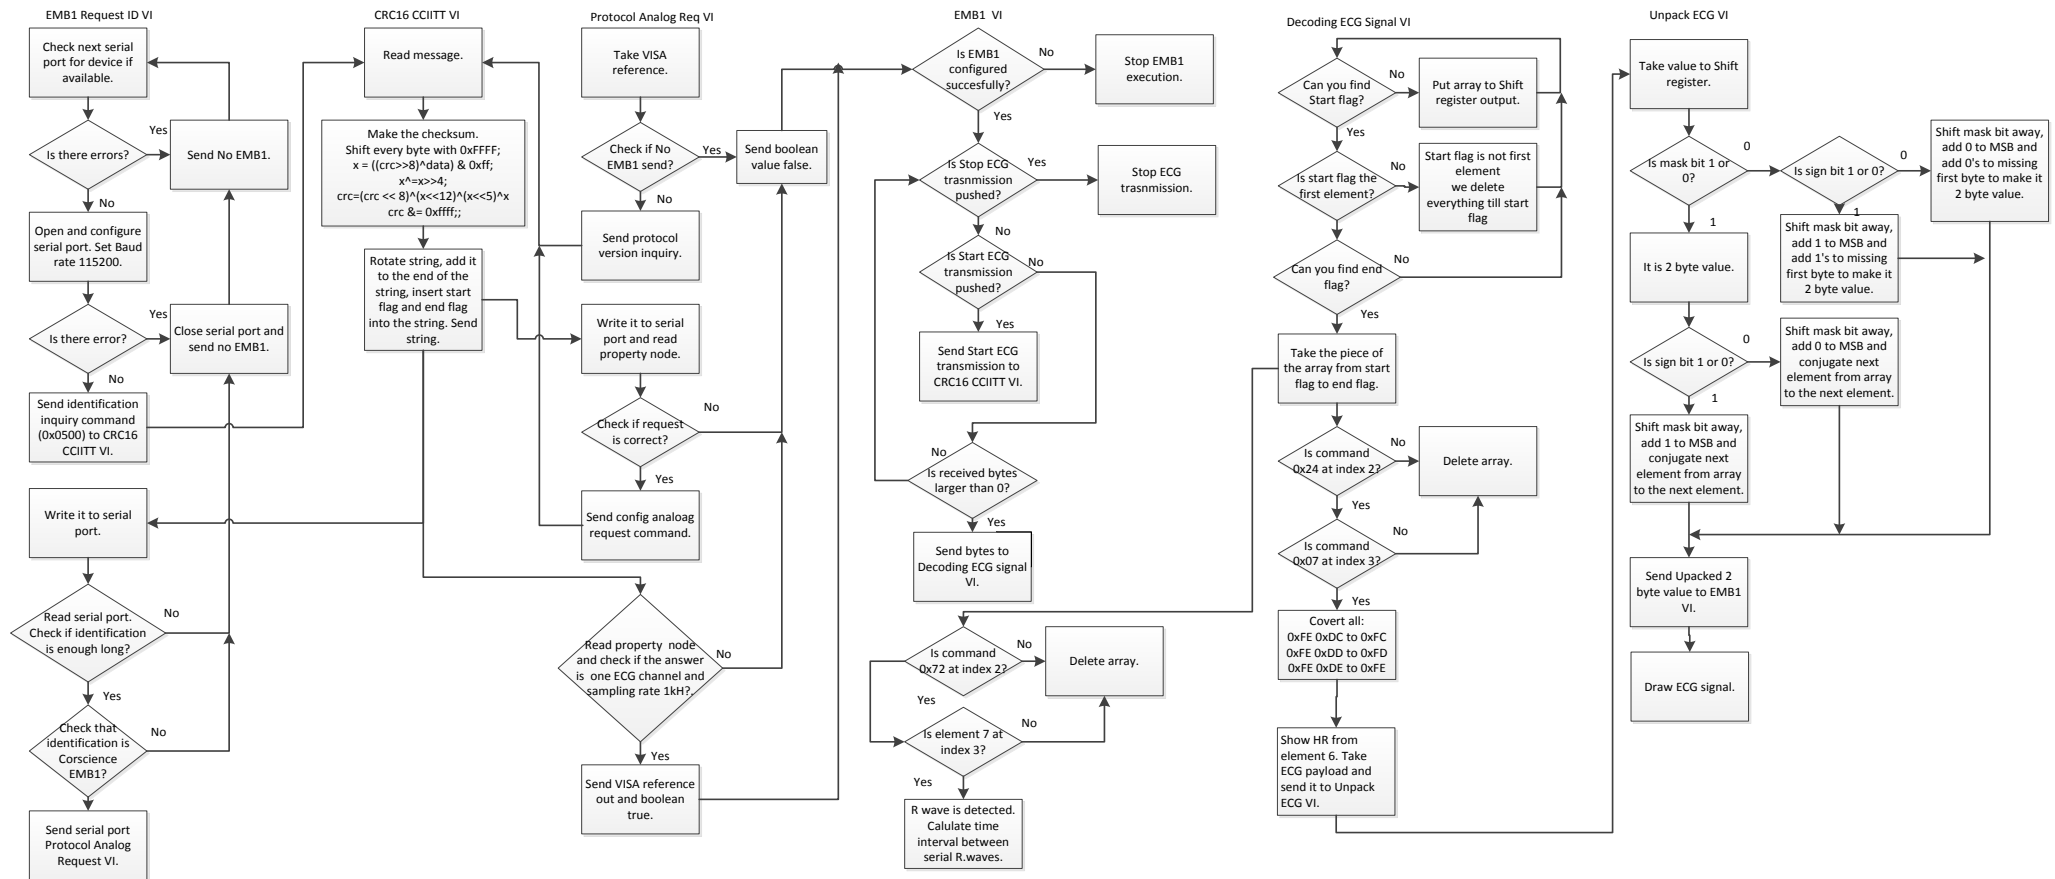 EMB1 Request ID VI
Check next serial
port for device if
available.
Is there errors?
Yes
Send No EMB1.
No
Open and configure
serial port. Set Baud
rate 115200.
Is there error?
Yes
Close serial port and
send no EMB1.
No
Send identification
inquiry command
(0x0500) to CRC16
CCIITT VI.
Write it to serial
port.
Read serial port.
Check if identification
is enough long?
No
Yes
Check that
identification is
Corscience
EMB1?
No
Send serial port
Protocol Analog
Request VI.
CRC16 CCIITT VI
Read message.
Make the checksum.
Shift every byte with 0xFFFF;
x = ((crc>>8)^data) & 0xff;
x^=x>>4;
crc=(crc << 8)^(x<<12)^(x<<5)^x
crc &= 0xffff;;
Rotate string, add it
to the end of the
string, insert start
flag and end flag
into the string. Send
string.
Protocol Analog Req VI
Take VISA
reference.
Check if No
EMB1 send?
Yes
Send boolean
value false.
No
Send protocol
version inquiry.
Write it to serial
port and read
property node.
Check if request
is correct?
No
Yes
Send config analoag
request command.
Read property node
and check if the answer
is one ECG channel and
sampling rate 1kH?.
No
Yes
Send VISA reference
out and boolean
true.
EMB1 VI
Is EMB1
configured
succesfully?
No
Stop EMB1
execution.
Yes
Is Stop ECG
trasnmission
pushed?
Yes
Stop ECG
trasnmission.
No
Is Start ECG
transmission
pushed?
No
Yes
Send Start ECG
transmission to
CRC16 CCIITT VI.
No
Is received bytes
larger than 0?
Yes
Send bytes to
Decoding ECG signal
VI.
Is command
0x72 at index 2?
No
Delete array.
Yes
Is element 7 at
index 3?
No
Yes
R wave is detected.
Calulate time
interval between
serial R.waves.
Decoding ECG Signal VI
Can you find
Start flag?
No
Put array to Shift
register output.
Yes
Is start flag the
first element?
No
Start flag is not first
element
we delete
everything till start
flag
Yes
Can you find end
flag?
No
Yes
Take the piece of
the array from start
flag to end flag.
Is command
0x24 at index 2?
No
Delete array.
Yes
Is command
0x07 at index 3?
No
Yes
Covert all:
0xFE 0xDC to 0xFC
0xFE 0xDD to 0xFD
0xFE 0xDE to 0xFE
Show HR from
element 6. Take
ECG payload and
send it to Unpack
ECG VI.
Unpack ECG VI
Take value to Shift
register.
Is mask bit 1 or
0?
0
Is sign bit 1 or 0?
0
Shift mask bit away,
add 0 to MSB and
add 0's to missing
first byte to make it
2 byte value.
1
Shift mask bit away,
add 1 to MSB and
add 1's to missing
first byte to make it
2 byte value.
1
It is 2 byte value.
Is sign bit 1 or 0?
0
Shift mask bit away,
add 0 to MSB and
conjugate next
element from array
to the next element.
1
Shift mask bit away,
add 1 to MSB and
conjugate next
element from array
to the next element.
Send Upacked 2
byte value to EMB1
VI.
Draw ECG signal.